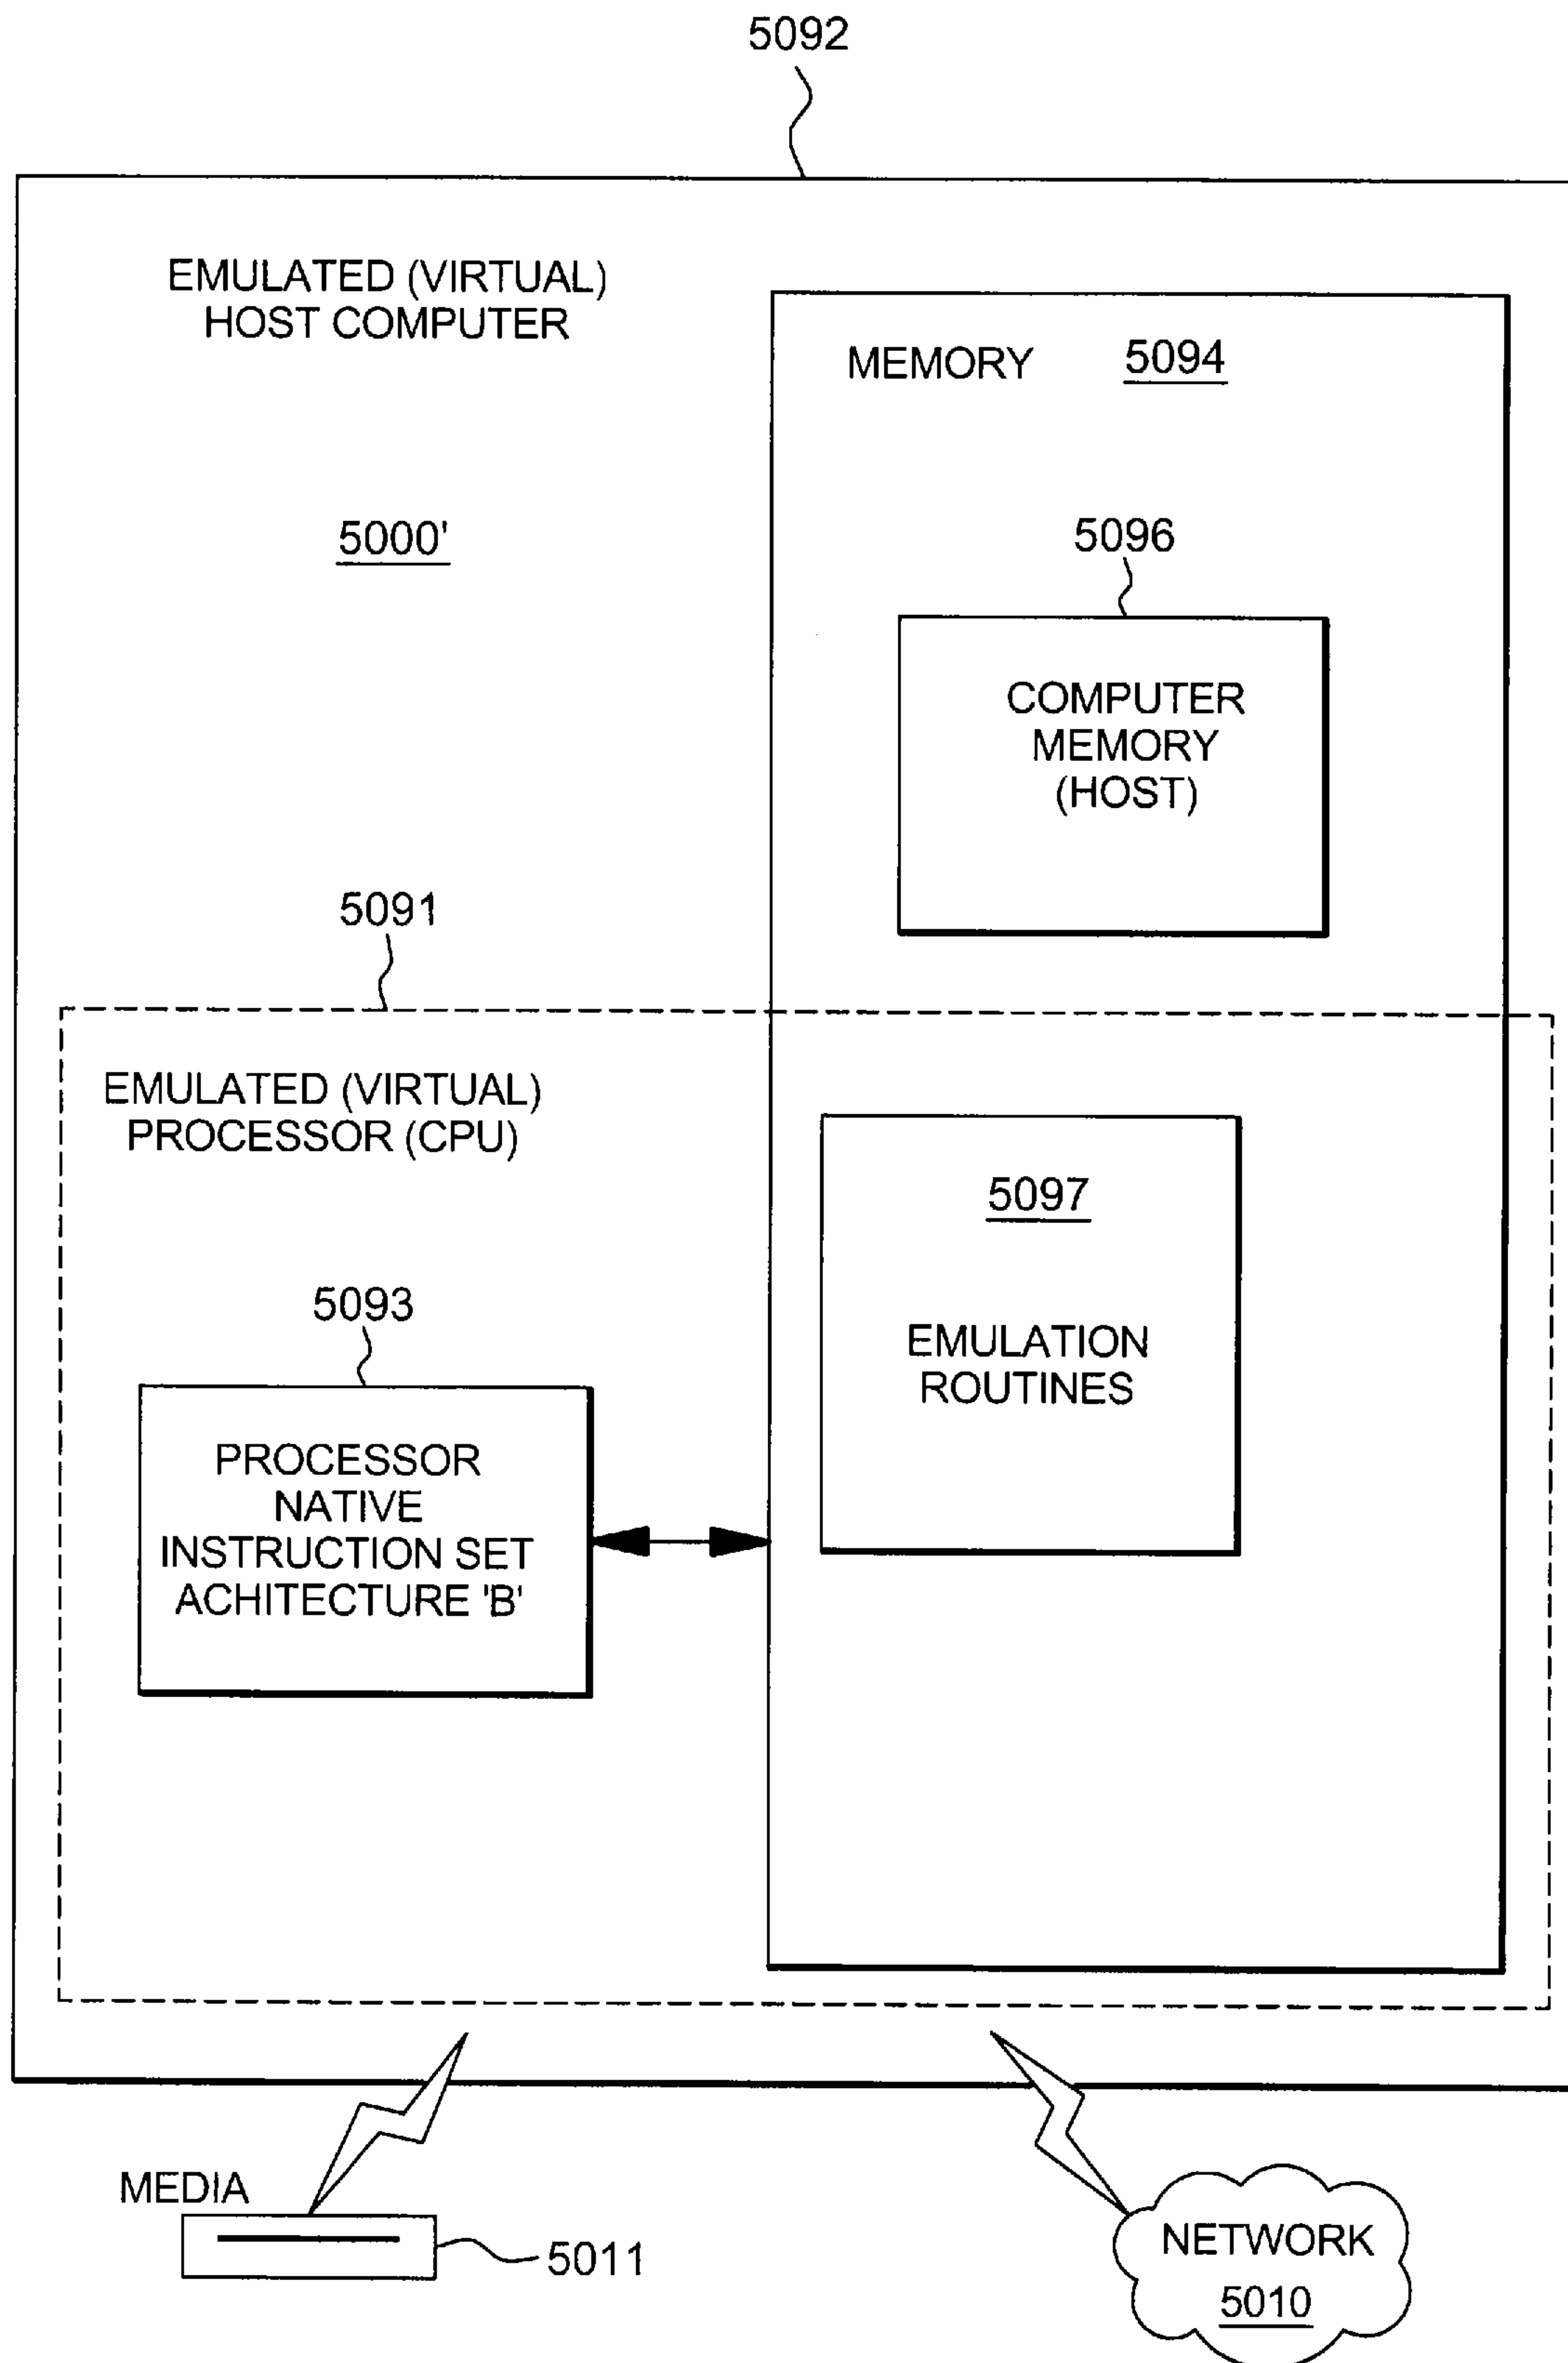 5092
EMULATED (VIRTUAL)
HOST COMPUTER
5000'
MEMORY 5094
5096
COMPUTER
MEMORY
(HOST)
5091
EMULATED (VIRTUAL)
PROCESSOR (CPU)
5097
EMULATION
ROUTINES
5093
PROCESSOR
NATIVE
INSTRUCTION SET
ACHITECTURE 'B'
MEDIA
5011
NETWORK
5010